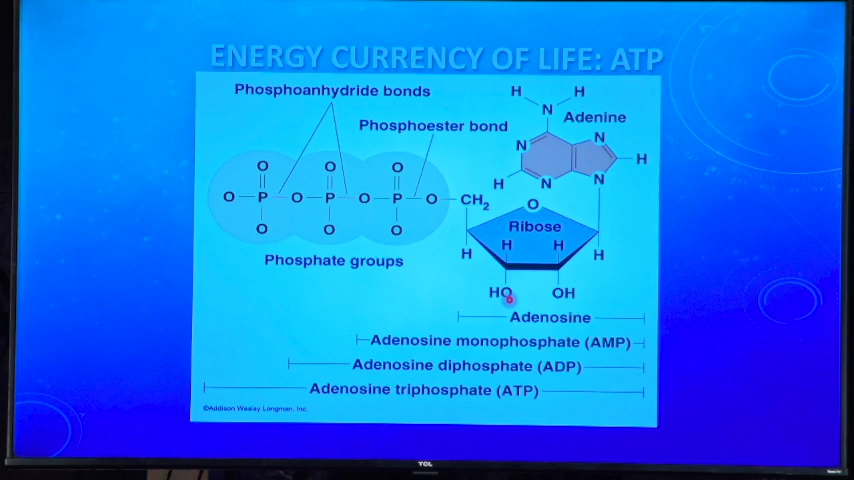 ENERGY CURRENCY OF LIFE: ATP
Phosphoanhydride bonds
H H
N Adenine
Phosphoester bond
N N
H
H N N
O O O
O P O P O P O CH2 O
O O O
Ribose
H H
H H
Phosphate groups
HO OH
Adenosine
Adenosine monophosphate (AMP)
Adenosine diphosphate (ADP)
Adenosine triphosphate (ATP)
©Addison Wesley Longman, Inc.
TCL